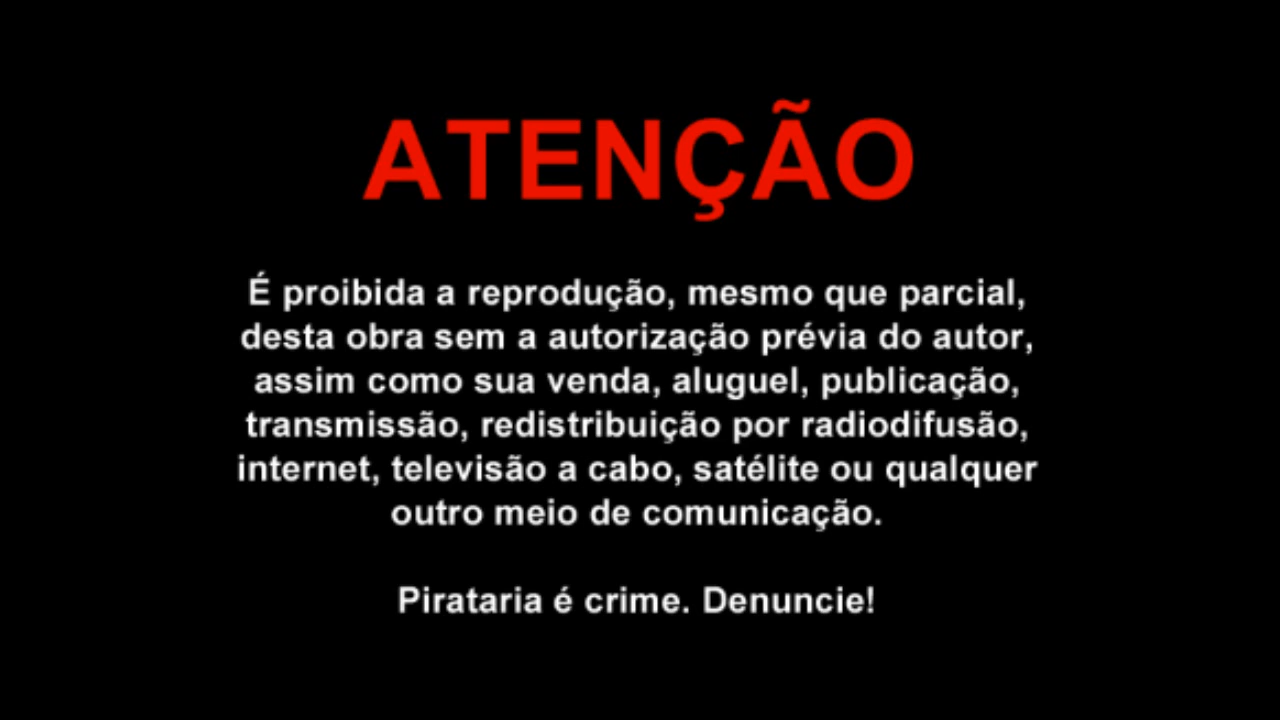 ATENÇÃO
É proibida a reprodução, mesmo que parcial,
desta obra sem a autorização prévia do autor,
assim como sua venda, aluguel, publicação,
transmissão, redistribuição por radiodifusão,
internet, televisão a cabo, satélite ou qualquer
outro meio de comunicação.
Pirataria é crime. Denuncie!